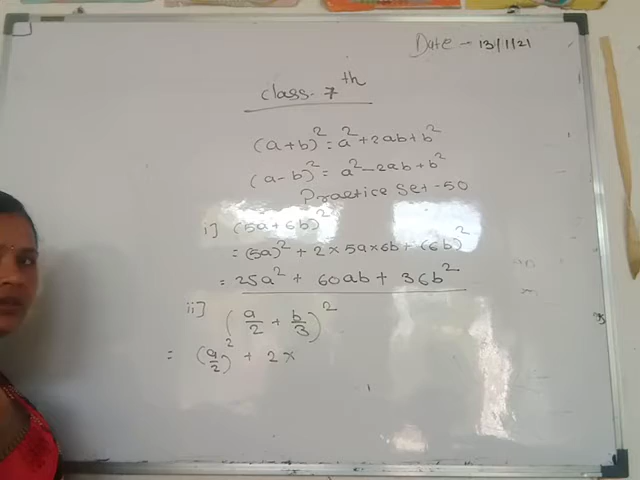 Date - 13/1/21
Class - 7th
(a+b)² = a² + 2ab + b²
(a-b)² = a² - 2ab + b²
Practice Set - 50
i] (5a+6b)²
= (5a)² + 2 × 5a × 6b + (6b)²
= 25a² + 60ab + 36b²
ii] (a/2 + b/3)²
= (a/2)² + 2 ×